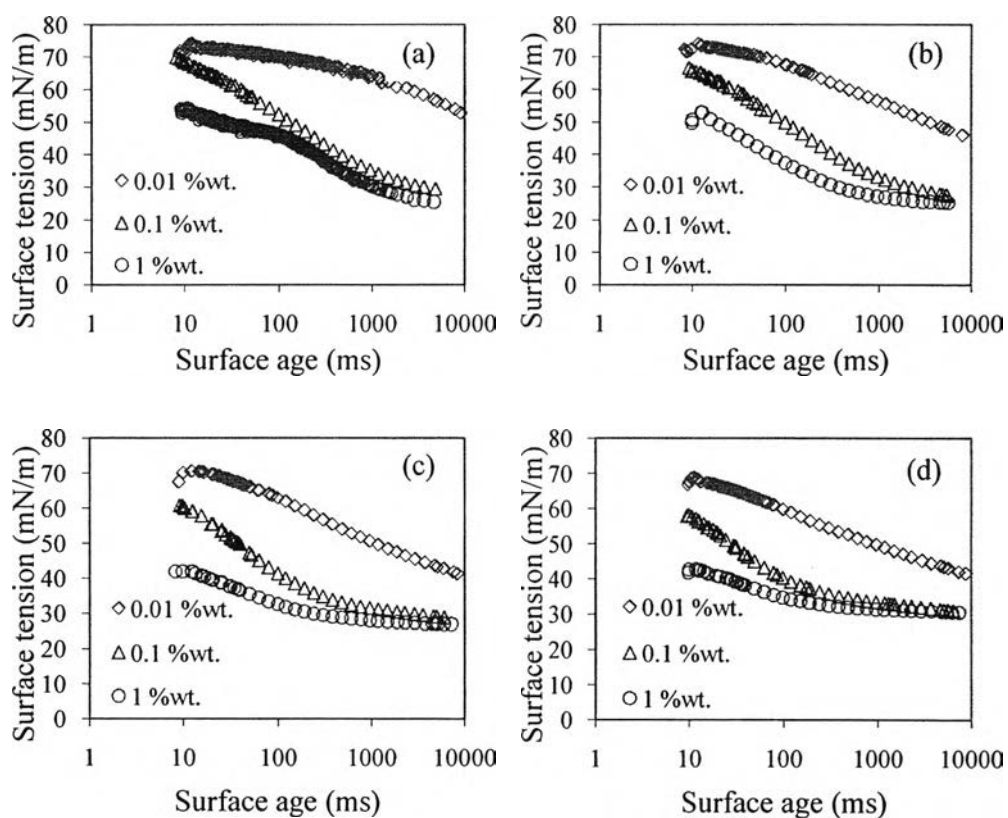 (a)
Surface tension (mN/m)
80
70
60
50
40
30
20
10
0
0.01 %wt.
0.1 %wt.
1 %wt.
1 10 100 1000 10000
Surface age (ms)
(b)
Surface tension (mN/m)
80
70
60
50
40
30
20
10
0
0.01 %wt.
0.1 %wt.
1 %wt.
1 10 100 1000 10000
Surface age (ms)
(c)
Surface tension (mN/m)
80
70
60
50
40
30
20
10
0
0.01 %wt.
0.1 %wt.
1 %wt.
1 10 100 1000 10000
Surface age (ms)
(d)
Surface tension (mN/m)
80
70
60
50
40
30
20
10
0
0.01 %wt.
0.1 %wt.
1 %wt.
1 10 100 1000 10000
Surface age (ms)